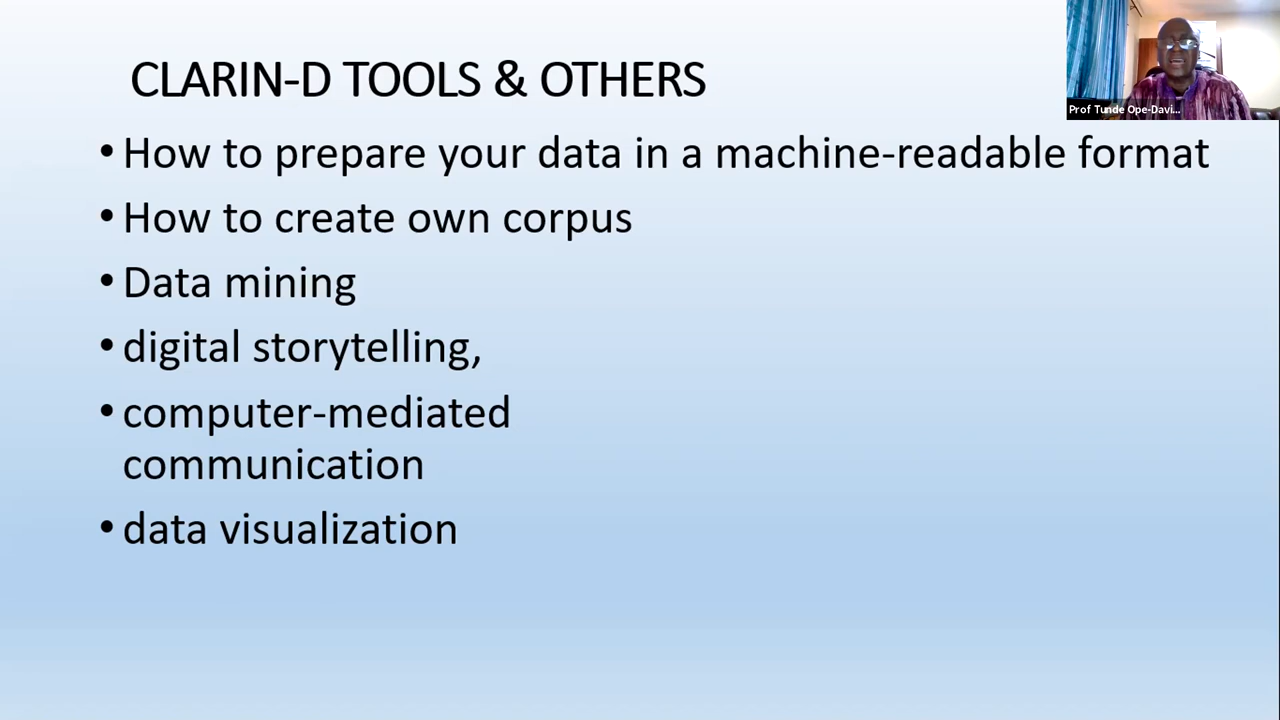 CLARIN-D TOOLS & OTHERS
Prof Tunde Ope-Davi...
• How to prepare your data in a machine-readable format
• How to create own corpus
• Data mining
• digital storytelling,
• computer-mediated
communication
• data visualization